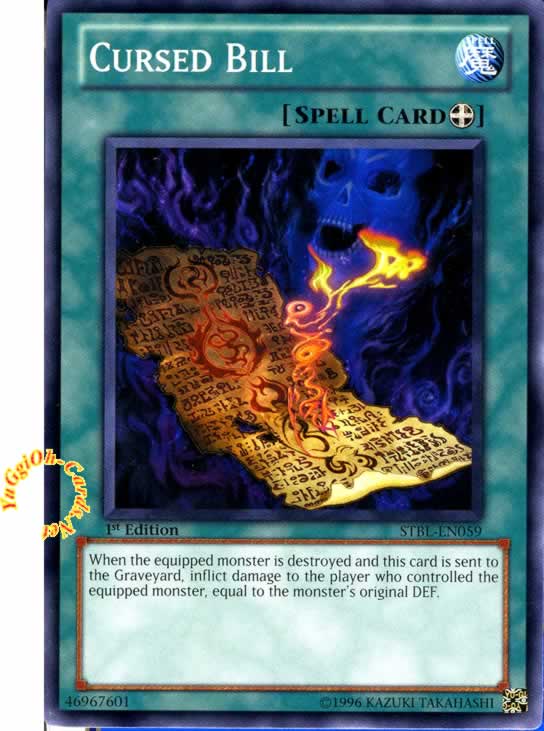 CURSED BILL
魔
[SPELL CARD]
1st Edition
STBL-EN059
When the equipped monster is destroyed and this card is sent to
the Graveyard, inflict damage to the player who controlled the
equipped monster, equal to the monster's original DEF.
46967601
©1996 KAZUKI TAKAHASHI
YuGgiOh-Cards.Net